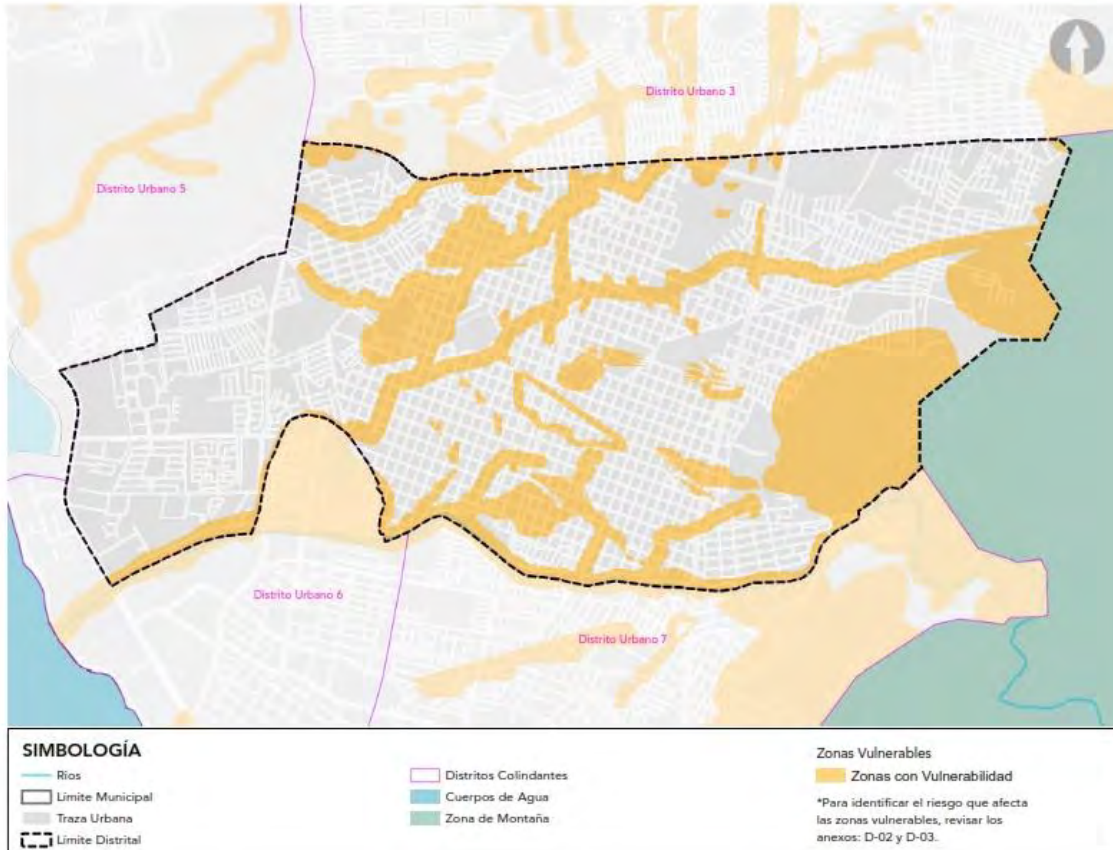 Distrito Urbano 3
Distrito Urbano 5
Distrito Urbano 6
Distrito Urbano 7
SIMBOLOGÍA
Ríos
Límite Municipal
Traza Urbana
Límite Distrital
Distritos Colindantes
Cuerpos de Agua
Zona de Montaña
Zonas Vulnerables
Zonas con Vulnerabilidad
*Para identificar el riesgo que afecta
las zonas vulnerables, revisar los
anexos: D-02 y D-03.